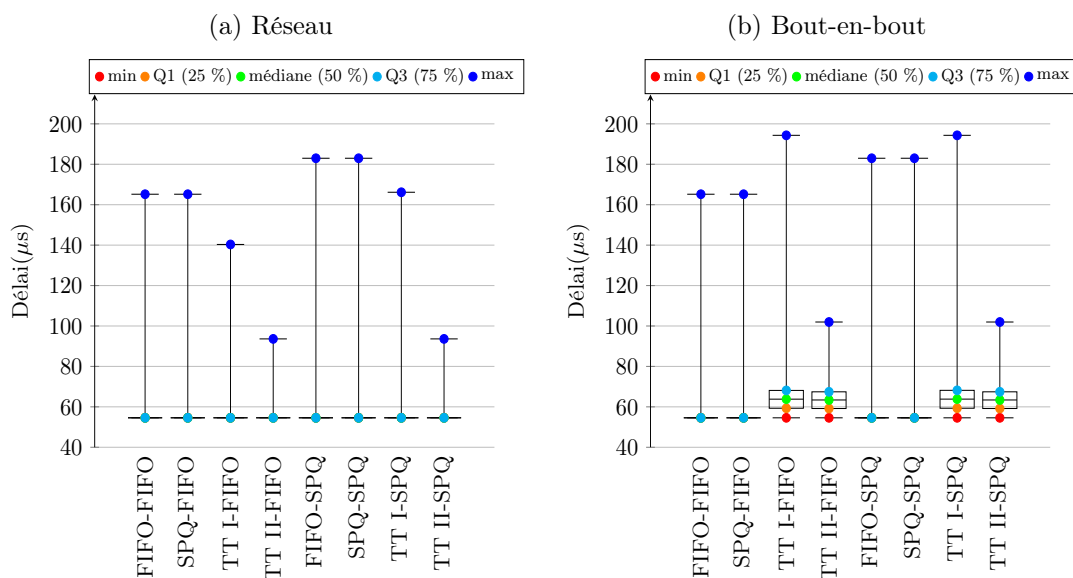 (a) Réseau
min Q1 (25 %) médiane (50 %) Q3 (75 %) max
200
180
160
140
120
100
80
60
40
Délai(µs)
FIFO-FIFO
SPQ-FIFO
TT I-FIFO
TT II-FIFO
FIFO-SPQ
SPQ-SPQ
TT I-SPQ
TT II-SPQ
(b) Bout-en-bout
min Q1 (25 %) médiane (50 %) Q3 (75 %) max
200
180
160
140
120
100
80
60
40
Délai(µs)
FIFO-FIFO
SPQ-FIFO
TT I-FIFO
TT II-FIFO
FIFO-SPQ
SPQ-SPQ
TT I-SPQ
TT II-SPQ